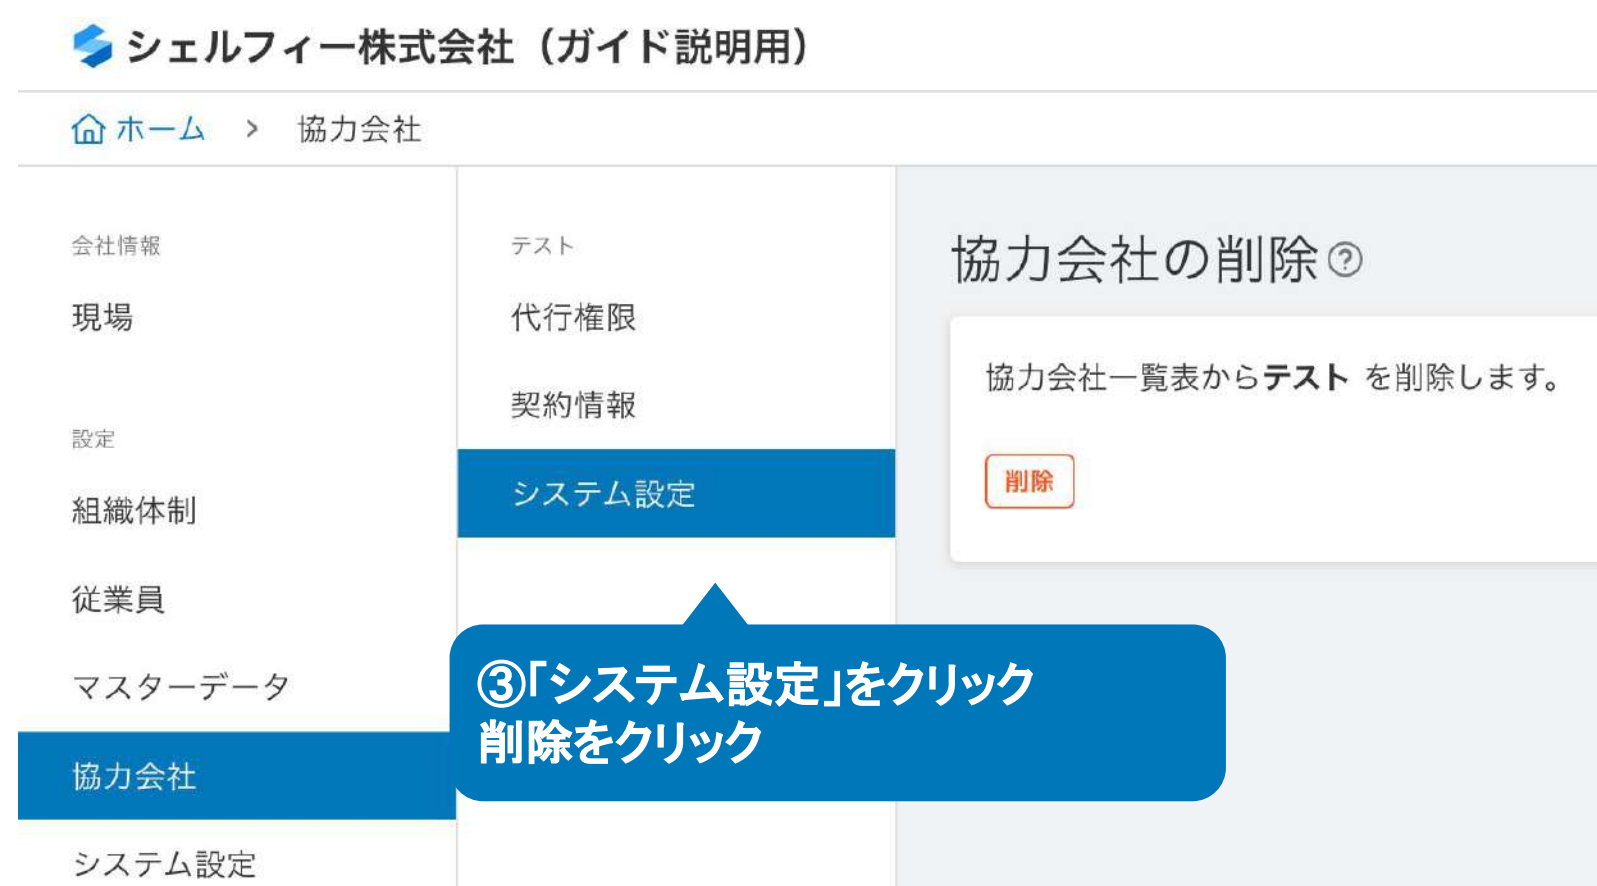 シェルフィー株式会社（ガイド説明用）
ホーム > 協力会社
会社情報
現場
設定
組織体制
従業員
マスターデータ
協力会社
システム設定
テスト
代行権限
契約情報
システム設定
協力会社の削除?
協力会社一覧表からテスト を削除します。
削除
③「システム設定」をクリック
削除をクリック